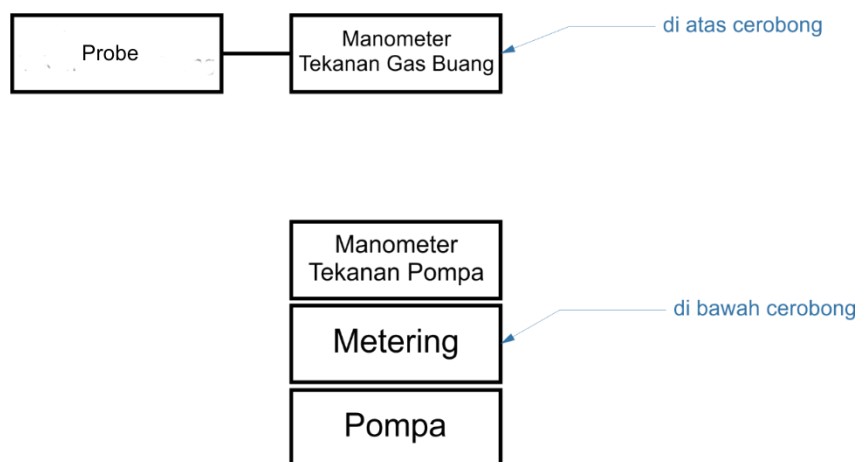 Probe
Manometer
Tekanan Gas Buang
di atas cerobong
Manometer
Tekanan Pompa
Metering
di bawah cerobong
Pompa